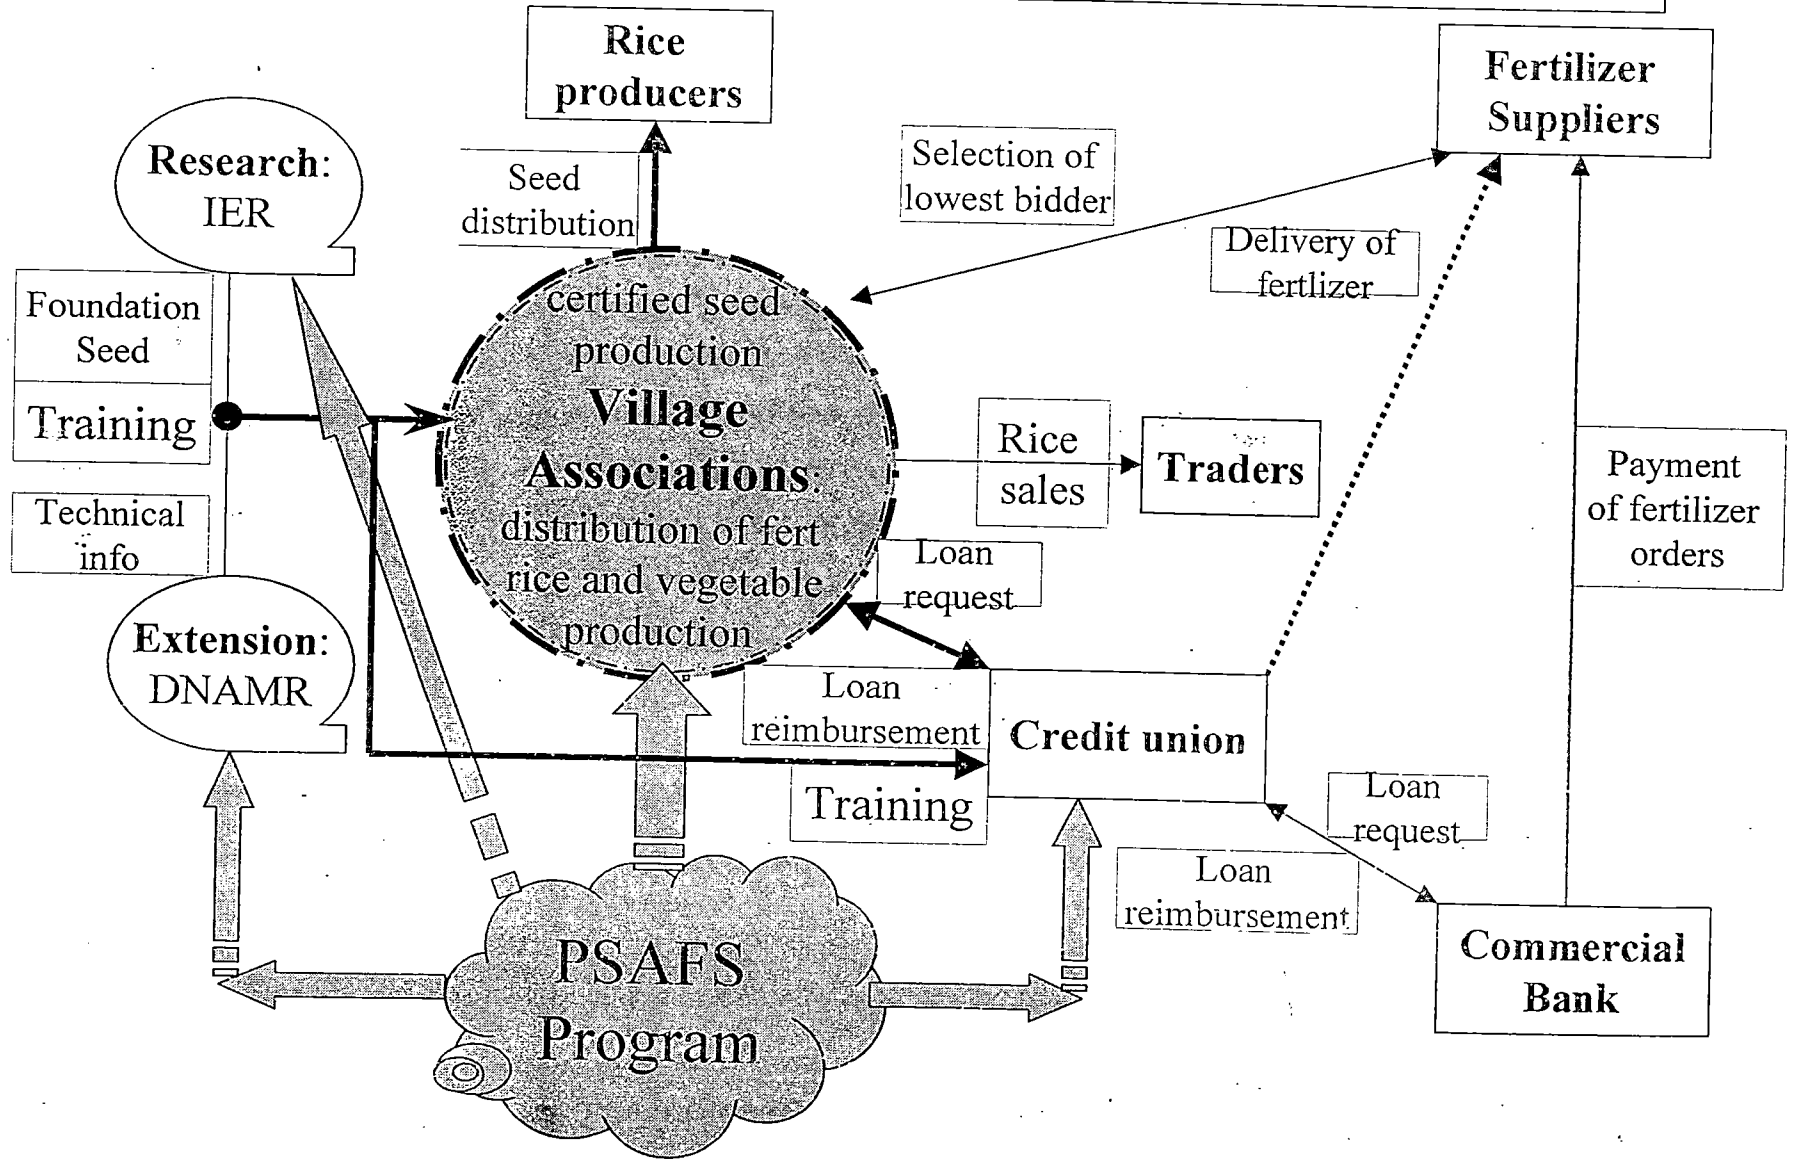 Rice
producers
Fertilizer
Suppliers
Research:
IER
Seed
distribution
Selection of
lowest bidder
Delivery of
fertlizer
Foundation
Seed
Training
Technical
info
certified seed
production
Village
Associations:
distribution of fert
rice and vegetable
production
Rice
sales
Traders
Payment
of fertilizer
orders
Loan
request
Extension:
DNAMR
Loan
reimbursement
Credit union
Training
Loan
request
Loan
reimbursement
Commercial
Bank
PSAFS
Program